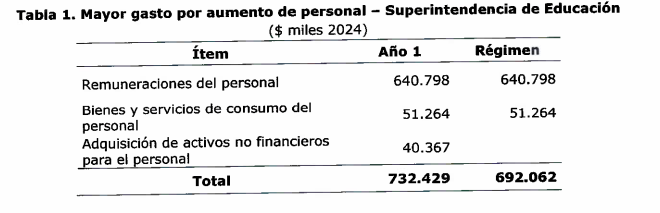 Tabla 1. Mayor gasto por aumento de personal – Superintendencia de Educación
($ miles 2024)
Ítem Año 1 Régimen
Remuneraciones del personal 640.798 640.798
Bienes y servicios de consumo del
personal 51.264 51.264
Adquisición de activos no financieros
para el personal 40.367
Total 732.429 692.062